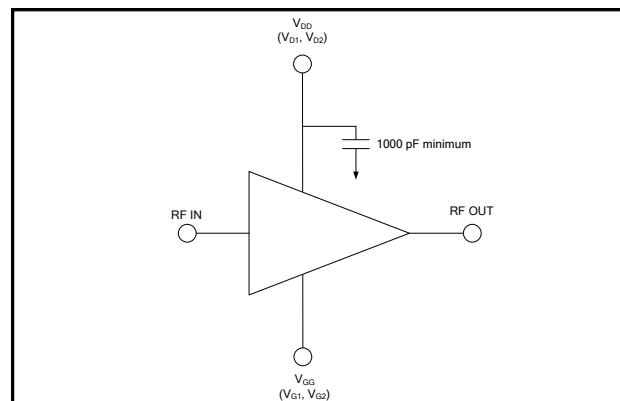 VDD
(VD1, VD2)
1000 pF minimum
RF IN
RF OUT
VGG
(VG1, VG2)